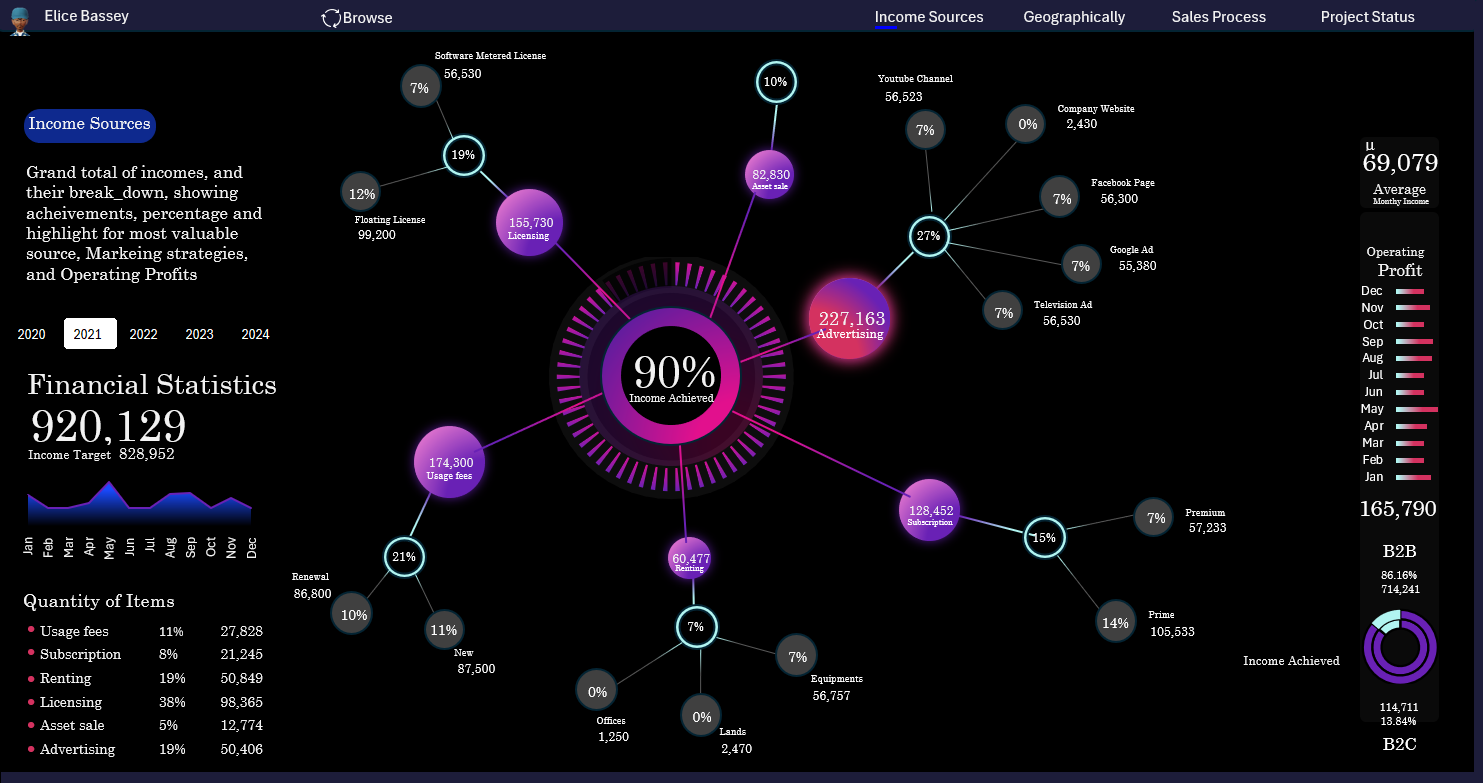 Elice Bassey
Browse
Income Sources
Geographically
Sales Process
Project Status
Income Sources
Grand total of incomes, and
their break_down, showing
acheivements, percentage and
highlight for most valuable
source, Markeing strategies,
and Operating Profits
2020 2021 2022 2023 2024
Financial Statistics
920,129
Income Target 828,952
Jan Feb Mar Apr May Jun Jul Aug Sep Oct Nov Dec
Quantity of Items
Usage fees 11% 27,828
Subscription 8% 21,245
Renting 19% 50,849
Licensing 38% 98,365
Asset sale 5% 12,774
Advertising 19% 50,406
Software Metered License
56,530
7%
19%
12%
Floating License
99,200
155,730
Licensing
10%
82,830
Asset sale
Youtube Channel
56,523
7%
Company Website
2,430
0%
Facebook Page
56,300
7%
Google Ad
55,380
7%
Television Ad
56,530
7%
27%
227,163
Advertising
90%
Income Achieved
174,300
Usage fees
21%
Renewal
86,800
10%
11%
New
87,500
60,477
Renting
7%
0%
Offices
1,250
0%
Lands
2,470
7%
Equipments
56,757
128,452
Subscription
15%
7%
Premium
57,233
14%
Prime
105,533
µ
69,079
Average
Monthy Income
Operating
Profit
Dec
Nov
Oct
Sep
Aug
Jul
Jun
May
Apr
Mar
Feb
Jan
165,790
B2B
86.16%
714,241
Income Achieved
114,711
13.84%
B2C